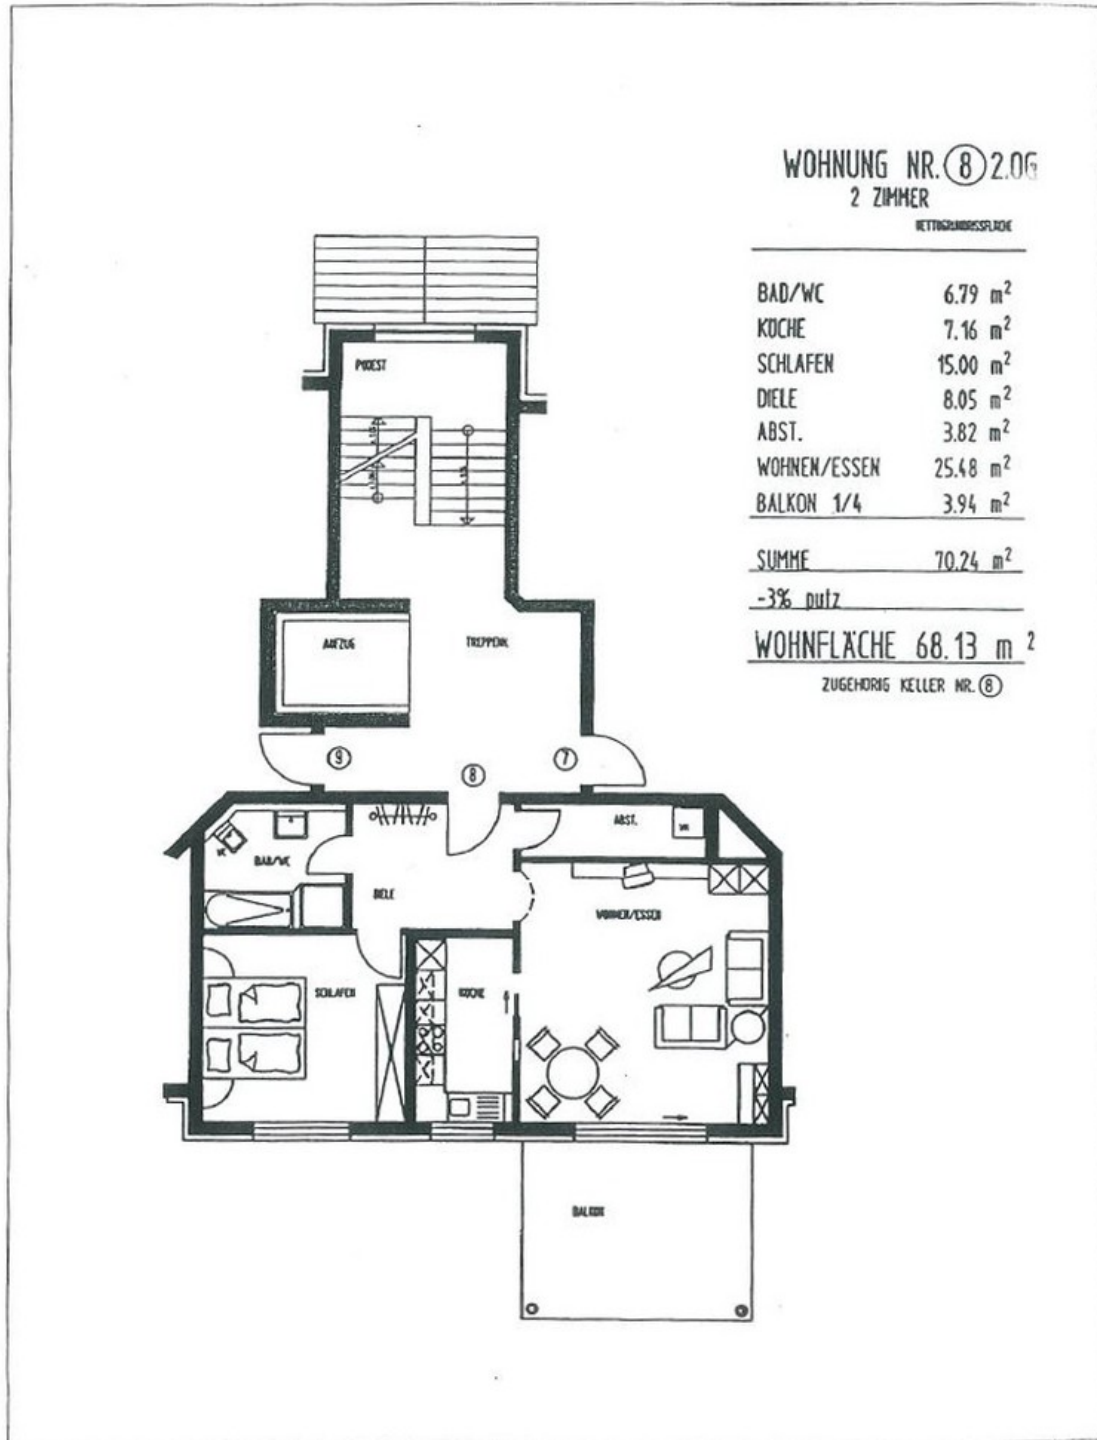 WOHNUNG NR. 8 2.OG
2 ZIMMER
NETTOGRUNDRISSFLÄCHE
BAD/WC 6.79 m²
KÜCHE 7.16 m²
SCHLAFEN 15.00 m²
DIELE 8.05 m²
ABST. 3.82 m²
WOHNEN/ESSEN 25.48 m²
BALKON 1/4 3.94 m²
SUMME 70.24 m²
-3% putz
WOHNFLÄCHE 68.13 m²
ZUGEHÖRIG KELLER NR. 8
PODEST
AUFZUG
TREPPENH.
9
8
7
ABST.
WC
BAD/WC
DIELE
WOHNEN/ESSEN
SCHLAFEN
KÜCHE
BALKON